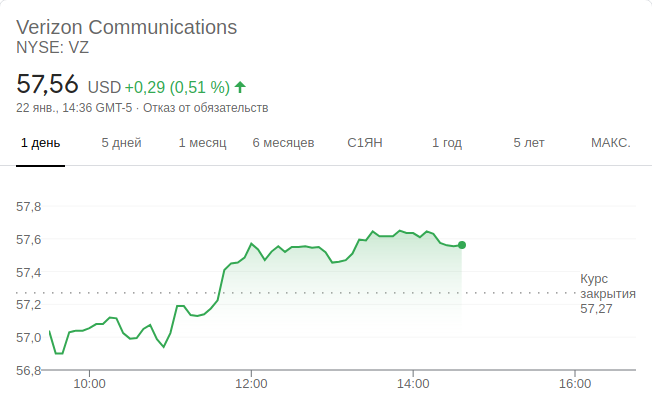 Verizon Communications
NYSE: VZ
57,56 USD +0,29 (0,51 %)
22 янв., 14:36 GMT-5 · Отказ от обязательств
1 день 5 дней 1 месяц 6 месяцев С1ЯН 1 год 5 лет МАКС.
57,8
57,6
57,4
Курс
закрытия
57,27
57,2
57,0
56,8
10:00 12:00 14:00 16:00